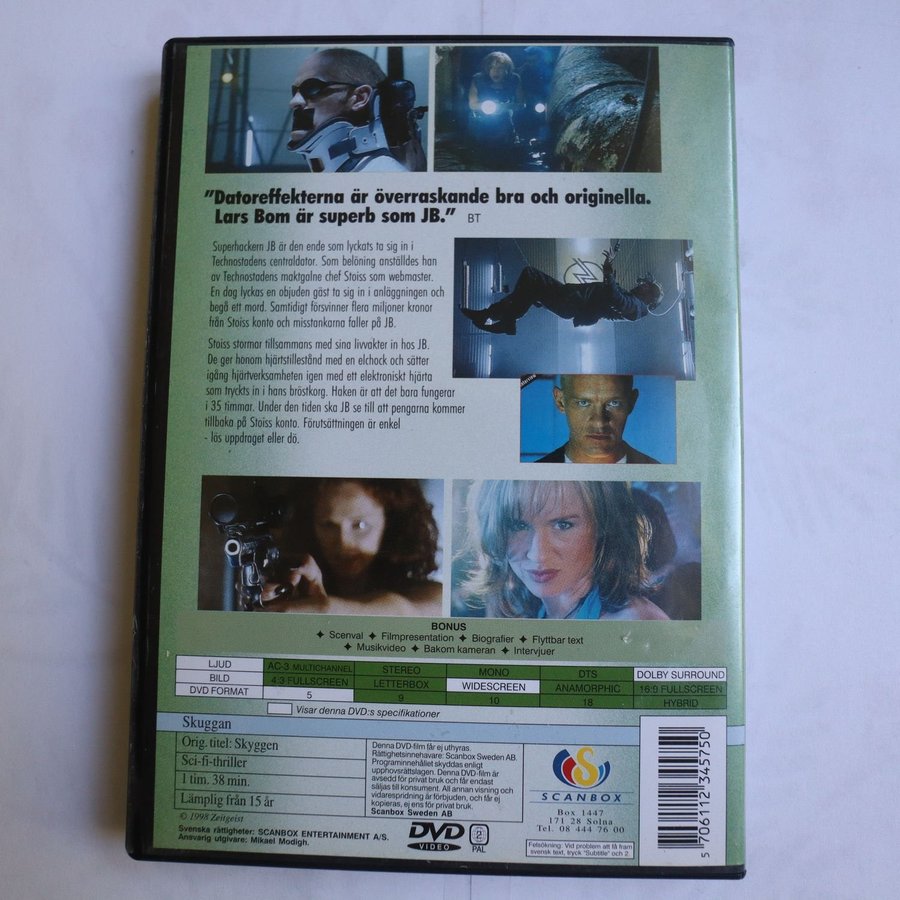 "Datoreffekterna är överraskande bra och originella.
Lars Bom är superb som JB." BT
Superhackern JB är den ende som lyckats ta sig in i
Technostadens centraldator. Som belöning anställdes han
av Technostadens maktgalne chef Stoiss som webmaster.
En dag lyckas en objuden gäst ta sig in i anläggningen och
begå ett mord. Samtidigt försvinner flera miljoner kronor
från Stoiss konto och misstankarna faller på JB.
Stoiss stormar tillsammans med sina livvakter in hos JB.
De ger honom hjärtstillestånd med en elchock och sätter
igång hjärtverksamheten igen med ett elektroniskt hjärta
som tryckts in i hans bröstkorg. Haken är att det bara fungerar
i 35 timmar. Under den tiden ska JB se till att pengarna kommer
tillbaka på Stoiss konto. Förutsättningen är enkel
- lös uppdraget eller dö.
BONUS
✦ Scenval ✦ Filmpresentation ✦ Biografier ✦ Flyttbar text
✦ Musikvideo ✦ Bakom kameran ✦ Intervjuer
LJUD AC-3 MULTICHANNEL STEREO MONO DTS DOLBY SURROUND
BILD 4:3 FULLSCREEN LETTERBOX WIDESCREEN ANAMORPHIC 16:9 FULLSCREEN
DVD FORMAT 5 9 10 18 HYBRID
Visar denna DVD:s specifikationer
Skuggan
Orig. titel: Skyggen
Sci-fi-thriller
1 tim. 38 min.
Lämplig från 15 år
© 1998 Zeitgeist
Denna DVD-film får ej uthyras.
Rättighetsinnehavare: Scanbox Sweden AB.
Programinnehållet skyddas enligt
upphovsrättslagen. Denna DVD-film är
avsedd för privat bruk och får endast
säljas till konsument. All annan visning och
vidarespridning är förbjuden, och får ej
kopieras, ej ens för privat bruk.
Scanbox Sweden AB
SCANBOX
Box 1447
171 28 Solna
Tel. 08 444 76 00
Felsökning: Vid problem att få fram
svensk text, tryck "Subtitle" och 2.
Svenska rättigheter: SCANBOX ENTERTAINMENT A/S.
Ansvarig utgivare: Mikael Modigh.
DVD
VIDEO
2
PAL
5 706112 345750